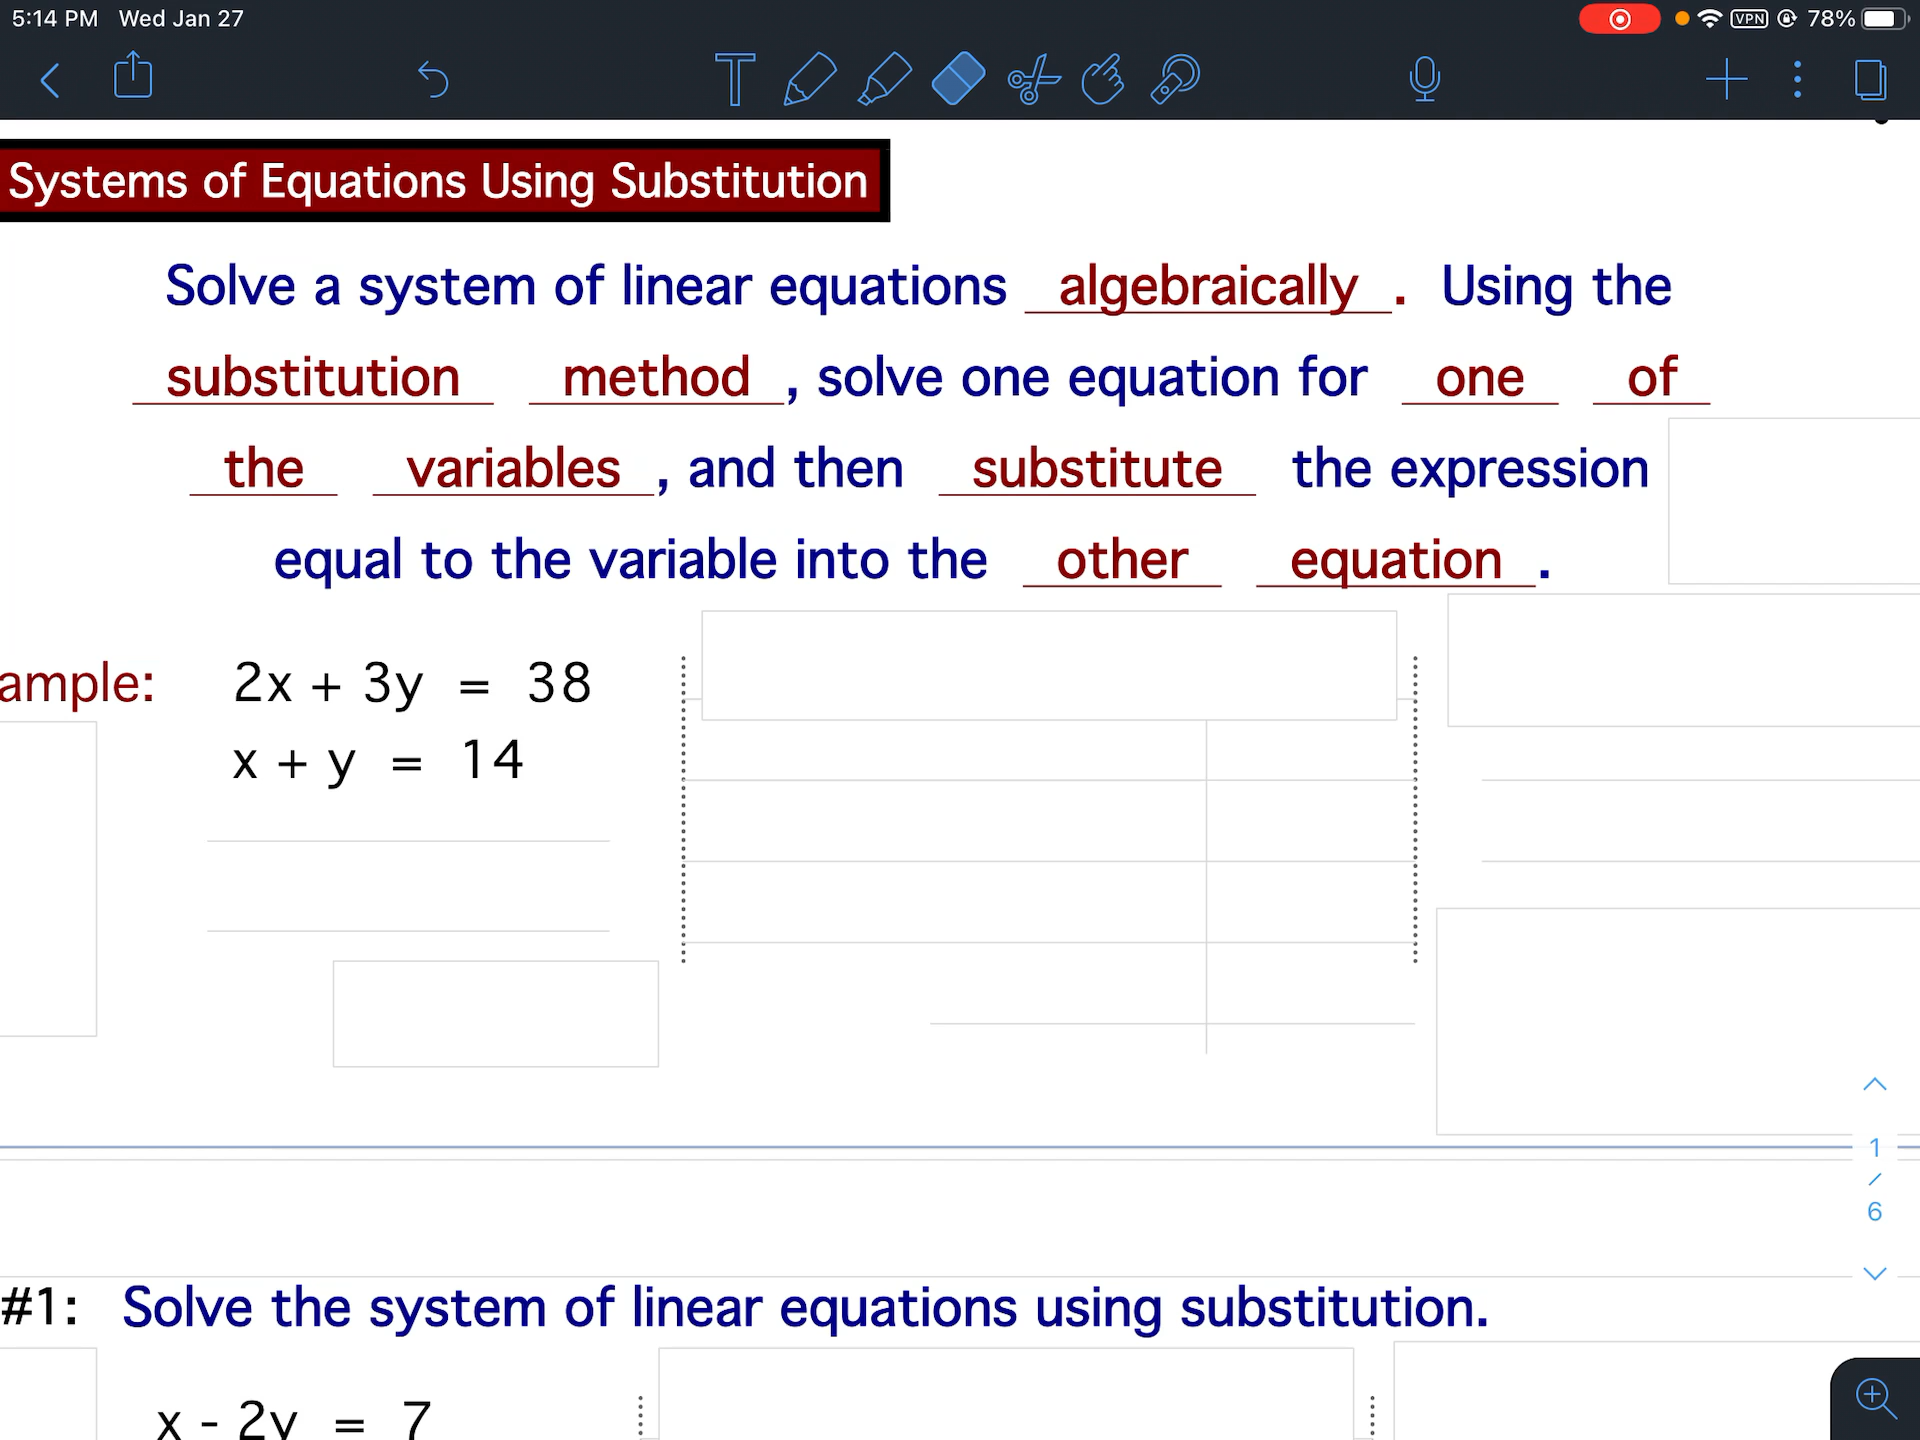 5:14 PM Wed Jan 27
VPN 78%
Systems of Equations Using Substitution
Solve a system of linear equations algebraically. Using the
substitution method, solve one equation for one of
the variables, and then substitute the expression
equal to the variable into the other equation.
ample: 2x + 3y = 38
x + y = 14
1
/
6
#1: Solve the system of linear equations using substitution.
x - 2y = 7